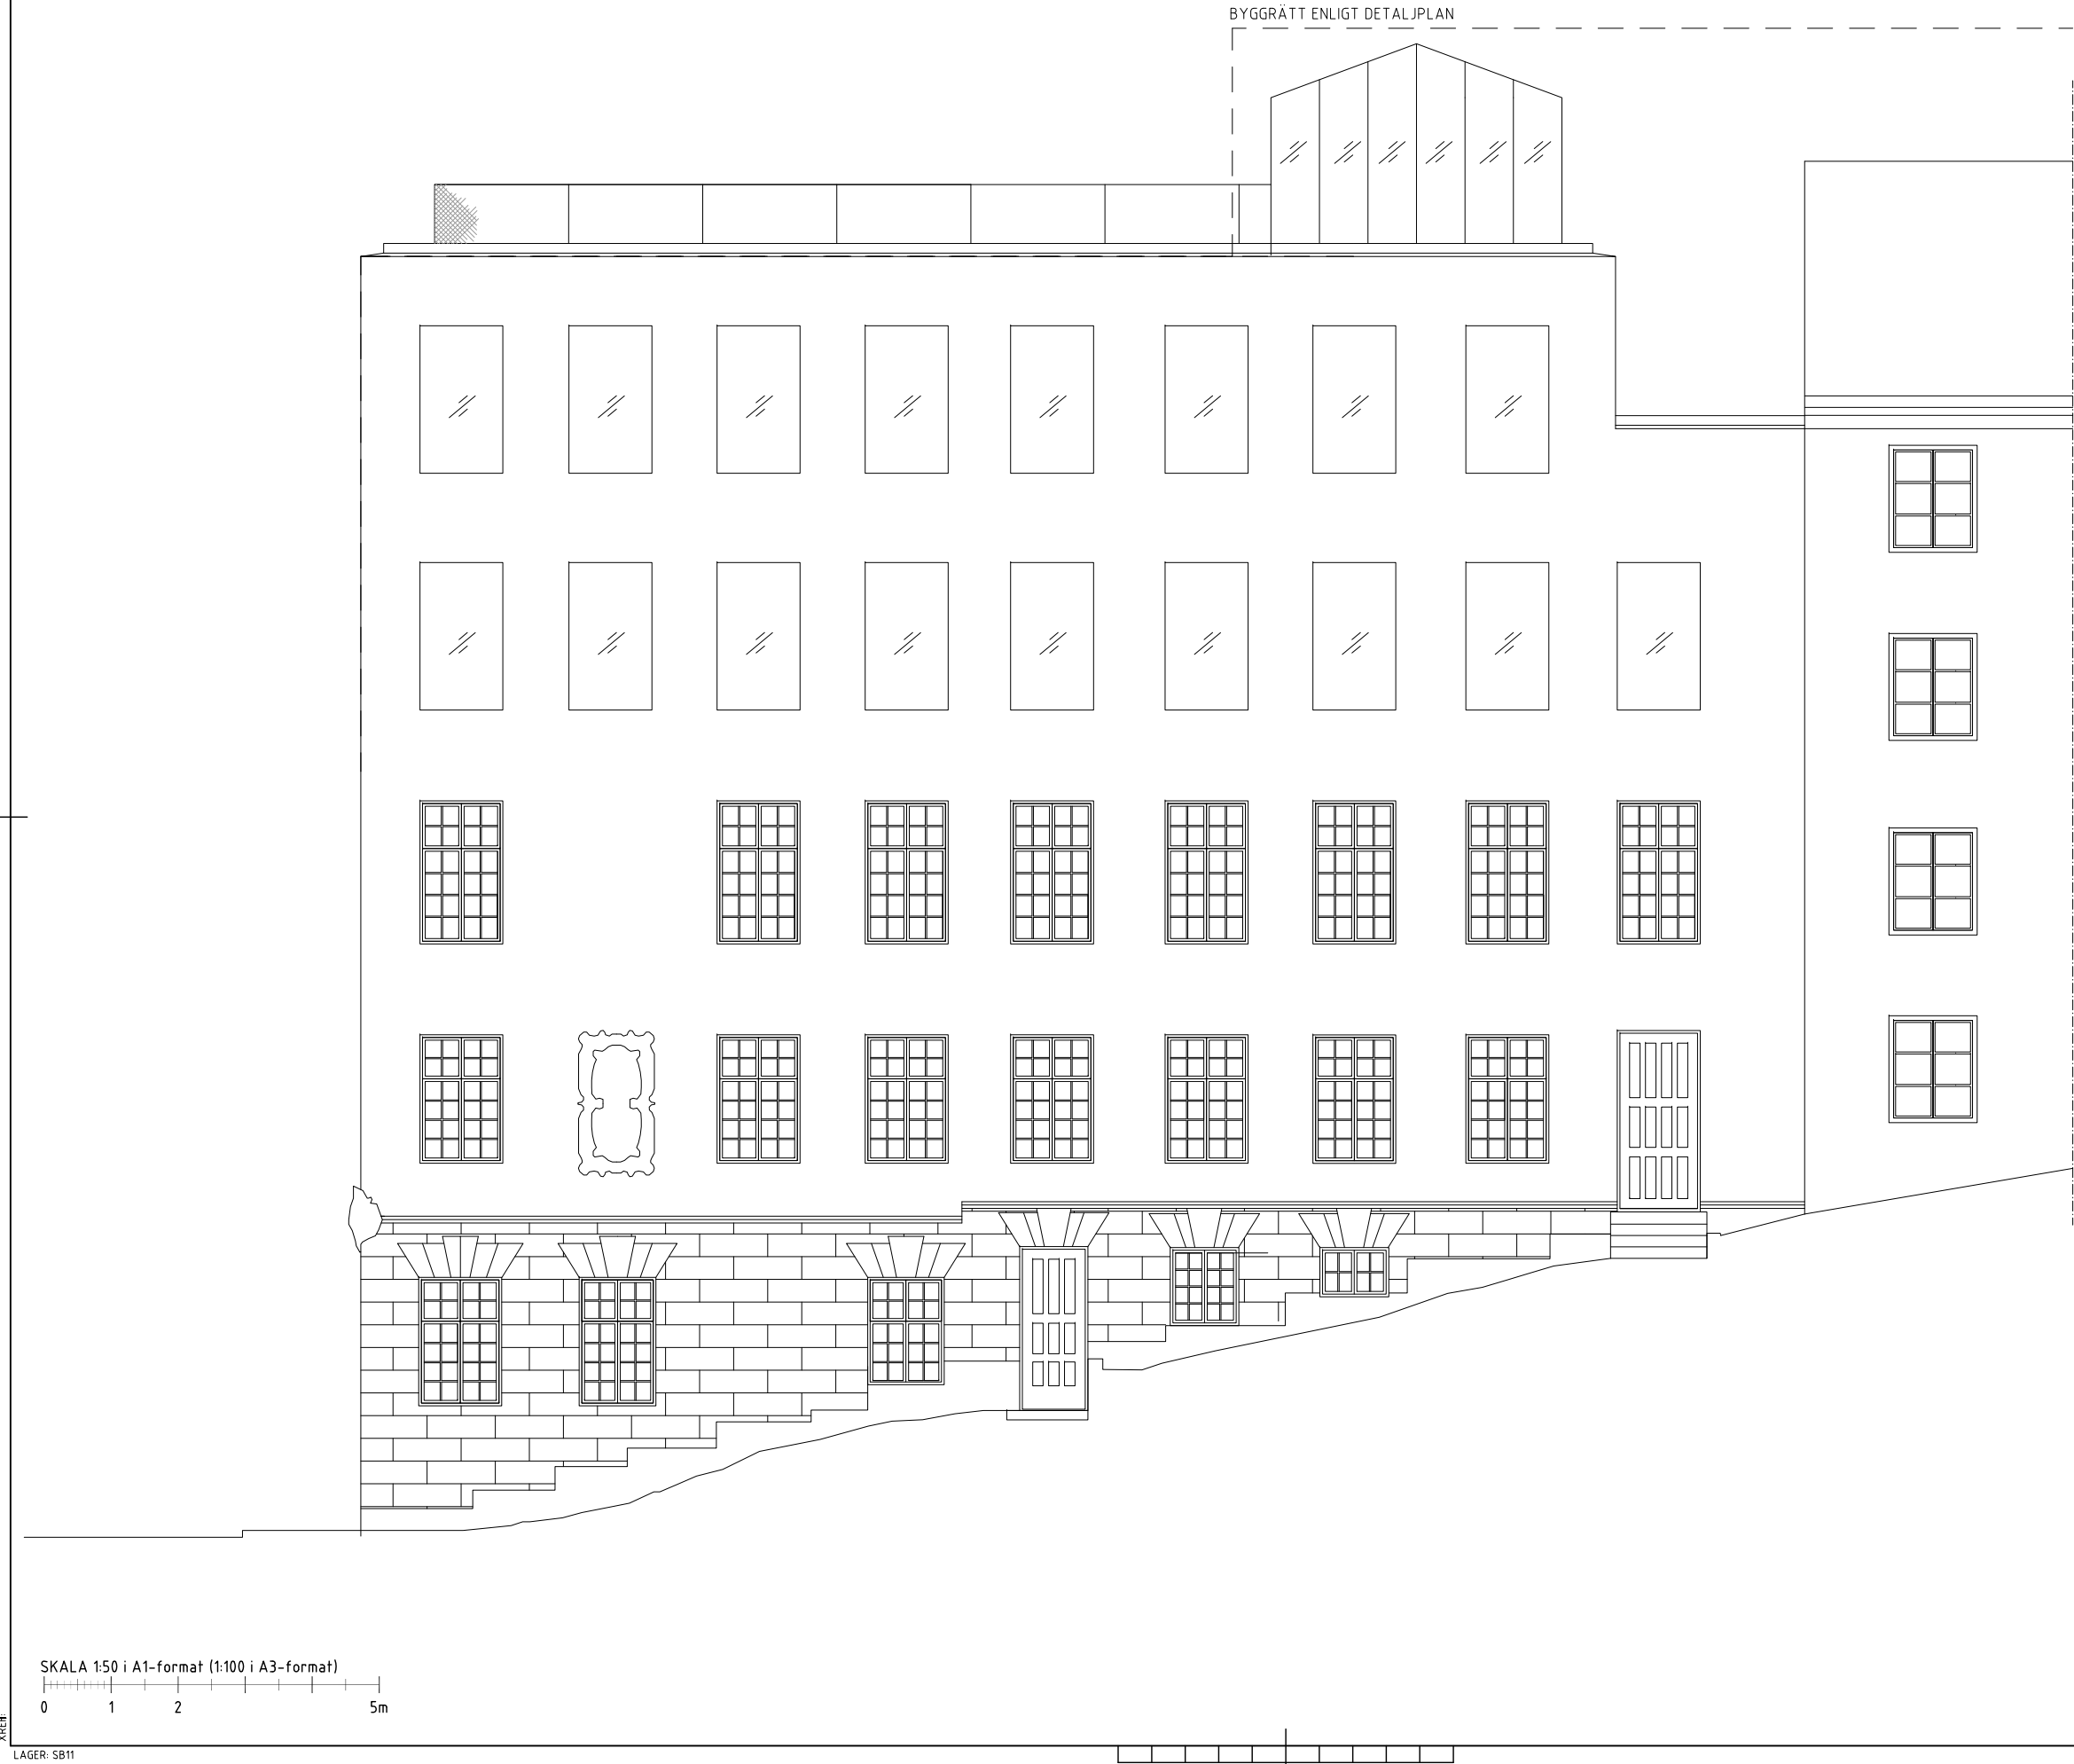 BYGGRÄTT ENLIGT DETALJPLAN
SKALA 1:50 i A1-format (1:100 i A3-format)
0 1 2 5m
LAGER: SB11